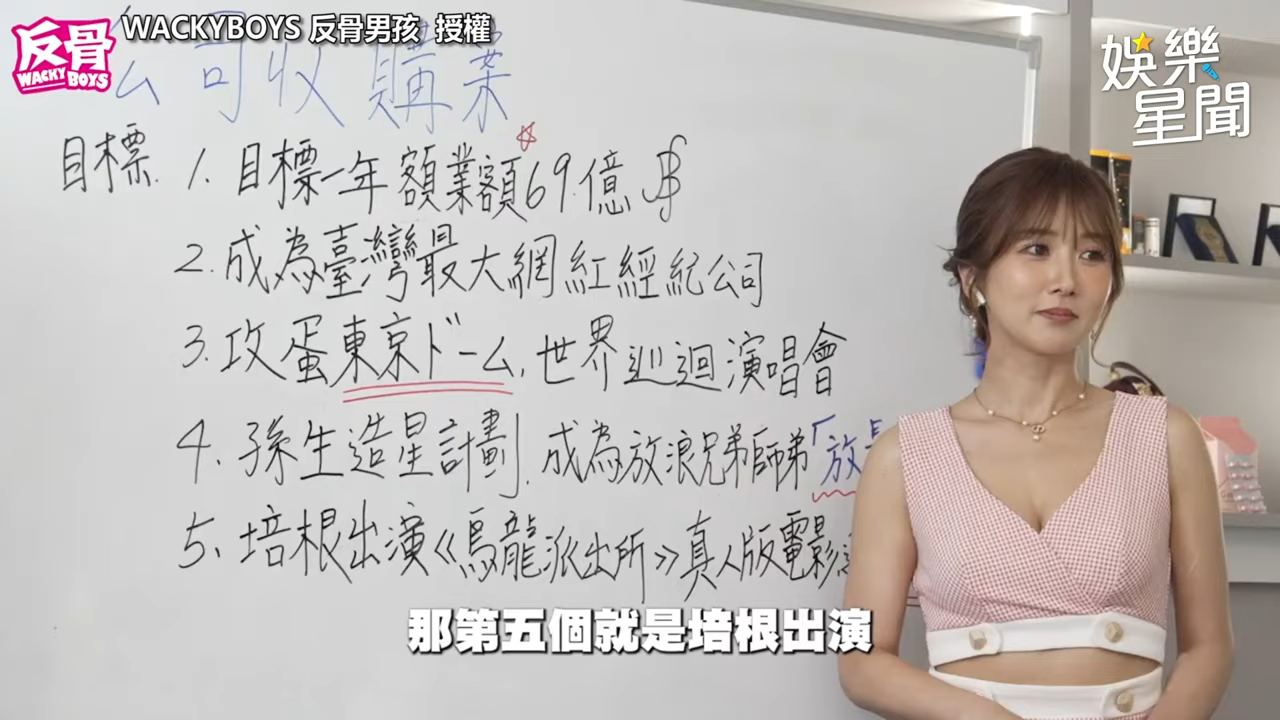 反骨
WACKY BOYS
WACKYBOYS 反骨男孩 授權
娛樂
星聞
公司收購案
目標. 1. 目標一年額業額69.億 $
2. 成為臺灣最大網紅經紀公司
3. 攻蛋東京ドーム, 世界巡迴演唱會
4. 孫生造星計劃, 成為放浪兄弟師弟「放
5、培根出演《烏龍派出所》真人版電影
那第五個就是培根出演